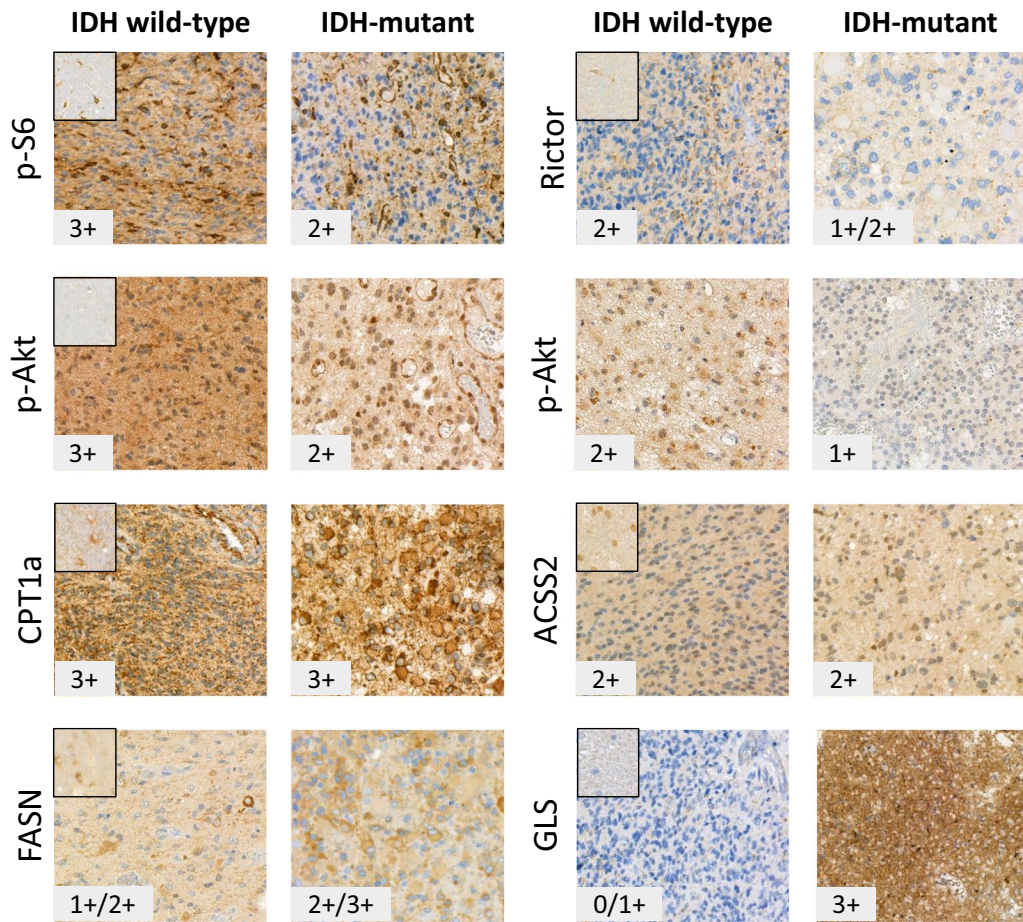 IDH wild-type IDH-mutant IDH wild-type IDH-mutant
p-S6 3+ 2+ Rictor 2+ 1+/2+
p-Akt 3+ 2+ p-Akt 2+ 1+
CPT1a 3+ 3+ ACSS2 2+ 2+
FASN 1+/2+ 2+/3+ GLS 0/1+ 3+